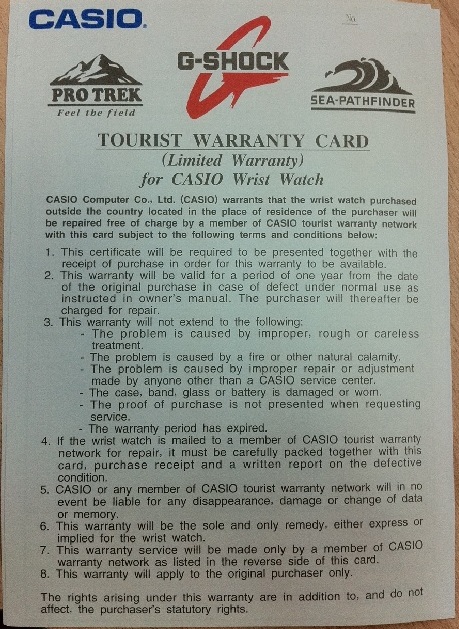 CASIO.
No.
PRO TREK
Feel the field
G-SHOCK
SEA-PATHFINDER
TOURIST WARRANTY CARD
(Limited Warranty)
for CASIO Wrist Watch
CASIO Computer Co., Ltd. (CASIO) warrants that the wrist watch purchased
outside the country located in the place of residence of the purchaser will
be repaired free of charge by a member of CASIO tourist warranty network
with this card subject to the following terms and conditions below:
1. This certificate will be required to be presented together with the
receipt of purchase in order for this warranty to be available.
2. This warranty will be valid for a period of one year from the date
of the original purchase in case of defect under normal use as
instructed in owner's manual. The purchaser will thereafter be
charged for repair.
3. This warranty will not extend to the following:
- The problem is caused by improper, rough or careless
treatment.
- The problem is caused by a fire or other natural calamity.
- The problem is caused by improper repair or adjustment
made by anyone other than a CASIO service center.
- The case, band, glass or battery is damaged or worn.
- The proof of purchase is not presented when requesting
service.
- The warranty period has expired.
4. If the wrist watch is mailed to a member of CASIO tourist warranty
network for repair, it must be carefully packed together with this
card, purchase receipt and a written report on the defective
condition.
5. CASIO or any member of CASIO tourist warranty network will in no
event be liable for any disappearance, damage or change of data
or memory.
6. This warranty will be the sole and only remedy, either express or
implied for the wrist watch.
7. This warranty service will be made only by a member of CASIO
warranty network as listed in the reverse side of this card.
8. This warranty will apply to the original purchaser only.
The rights arising under this warranty are in addition to, and do not
affect, the purchaser's statutory rights.